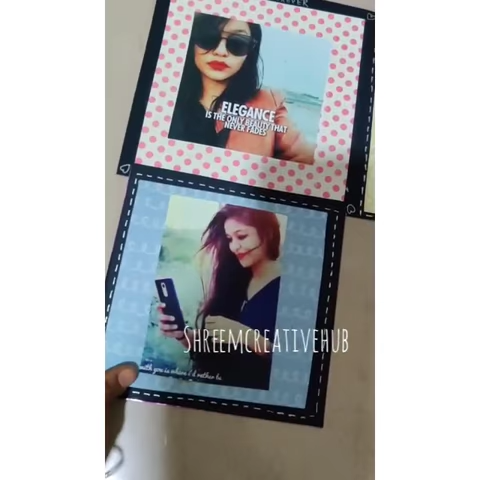 ELEGANCE
IS THE ONLY BEAUTY THAT
NEVER FADES
SHREEMCREATIVEHUB
with you is where i'd rather be